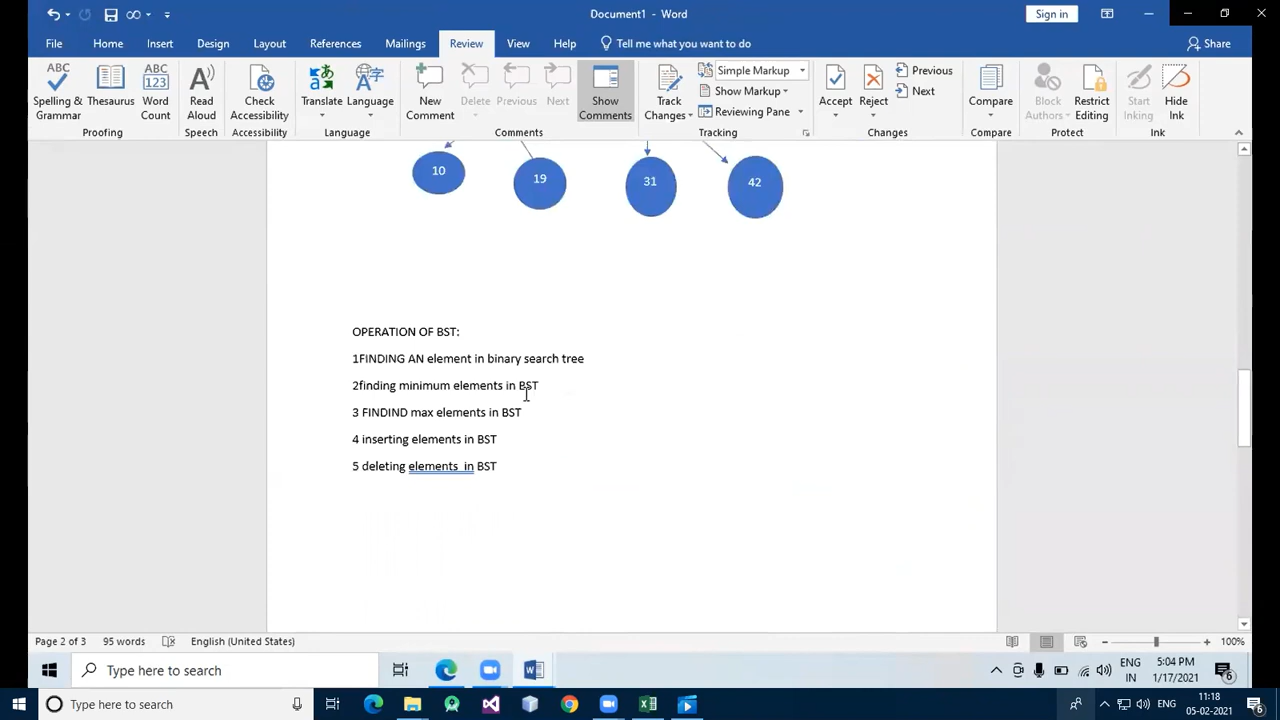 Document1 - Word
Sign in
File Home Insert Design Layout References Mailings Review View Help Tell me what you want to do Share
Spelling & Grammar
Thesaurus
Word Count
Proofing
Read Aloud
Speech
Check Accessibility
Accessibility
Translate
Language
Language
New Comment
Delete
Previous
Next
Show Comments
Comments
Track Changes
Simple Markup
Show Markup
Reviewing Pane
Tracking
Accept
Reject
Previous
Next
Changes
Compare
Compare
Block Authors
Restrict Editing
Protect
Start Inking
Hide Ink
Ink
10 19 31 42
OPERATION OF BST:
1FINDING AN element in binary search tree
2finding minimum elements in BST
3 FINDIND max elements in BST
4 inserting elements in BST
5 deleting elements  in BST
Page 2 of 3 95 words English (United States) 100%
Type here to search
ENG
IN
5:04 PM
1/17/2021
6
Type here to search
ENG
11:18
05-02-2021
6